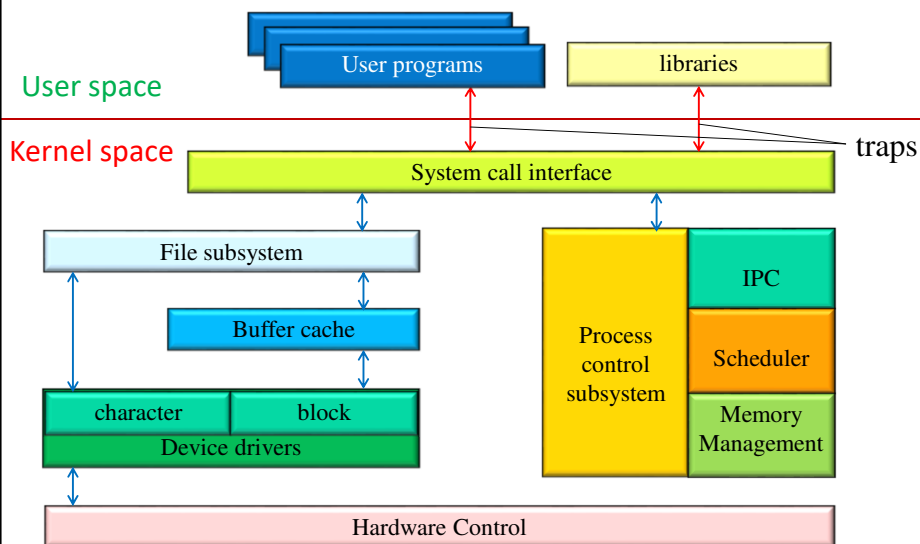 User programs
libraries
User space
Kernel space
traps
System call interface
File subsystem
Buffer cache
character
block
Device drivers
Process
control
subsystem
IPC
Scheduler
Memory
Management
Hardware Control